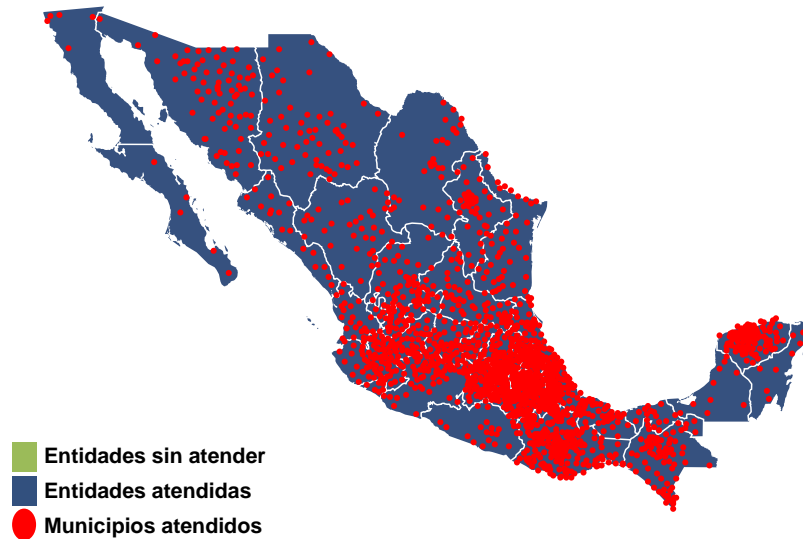 Entidades sin atender
Entidades atendidas
Municipios atendidos